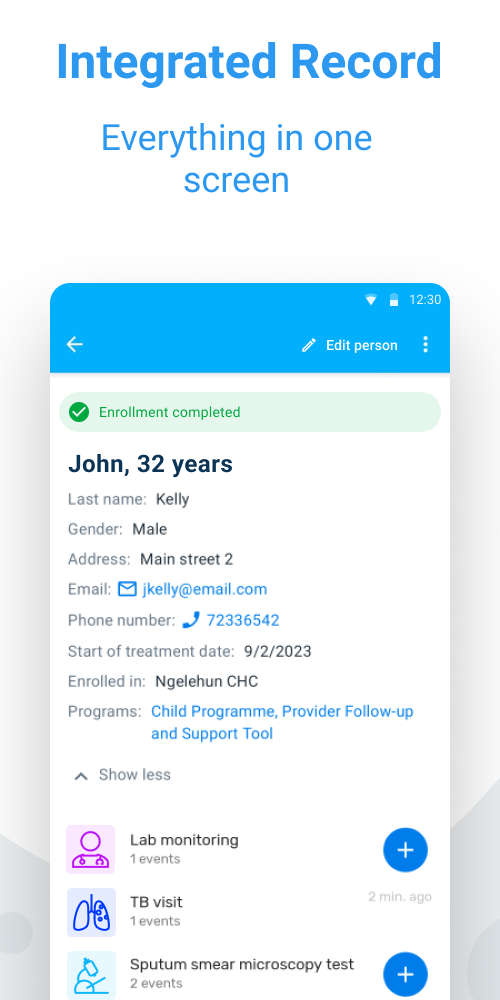 Integrated Record
Everything in one
screen
12:30
Edit person
Enrollment completed
John, 32 years
Last name: Kelly
Gender: Male
Address: Main street 2
Email: jkelly@email.com
Phone number: 72336542
Start of treatment date: 9/2/2023
Enrolled in: Ngelehun CHC
Programs: Child Programme, Provider Follow-up
and Support Tool
Show less
Lab monitoring
1 events
TB visit
2 min. ago
1 events
Sputum smear microscopy test
2 events